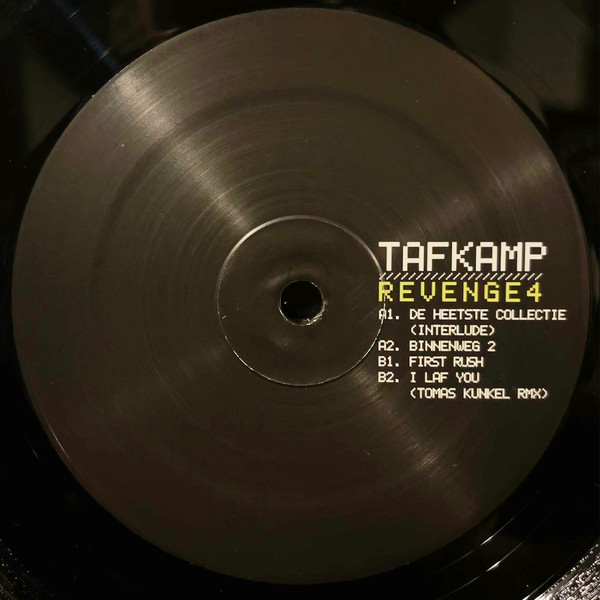 TAFKAMP
REVENGE4
A1. DE HEETSTE COLLECTIE
(INTERLUDE)
A2. BINNENWEG 2
B1. FIRST RUSH
B2. I LAF YOU
(TOMAS KUNKEL RMX)